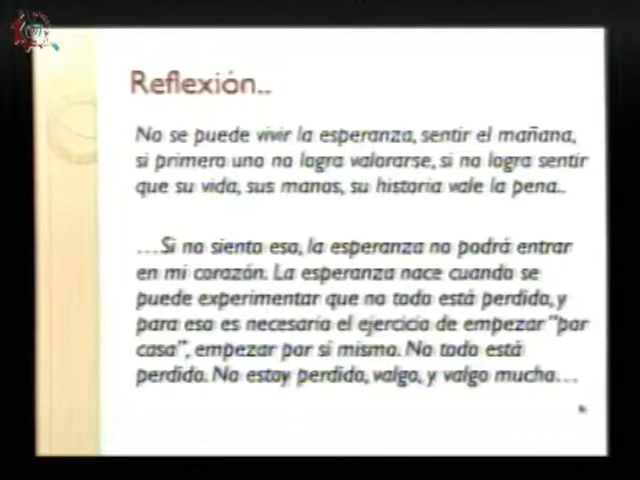 Reflexión..
No se puede vivir la esperanza, sentir el mañana,
si primero uno no logra valorarse, si no logra sentir
que su vida, sus manos, su historia vale la pena..
...Si no siento eso, la esperanza no podrá entrar
en mi corazón. La esperanza nace cuando se
puede experimentar que no todo está perdido, y
para eso es necesario el ejercicio de empezar "por
casa", empezar por sí mismo. No todo está
perdido. No estoy perdido, valgo, y valgo mucho...